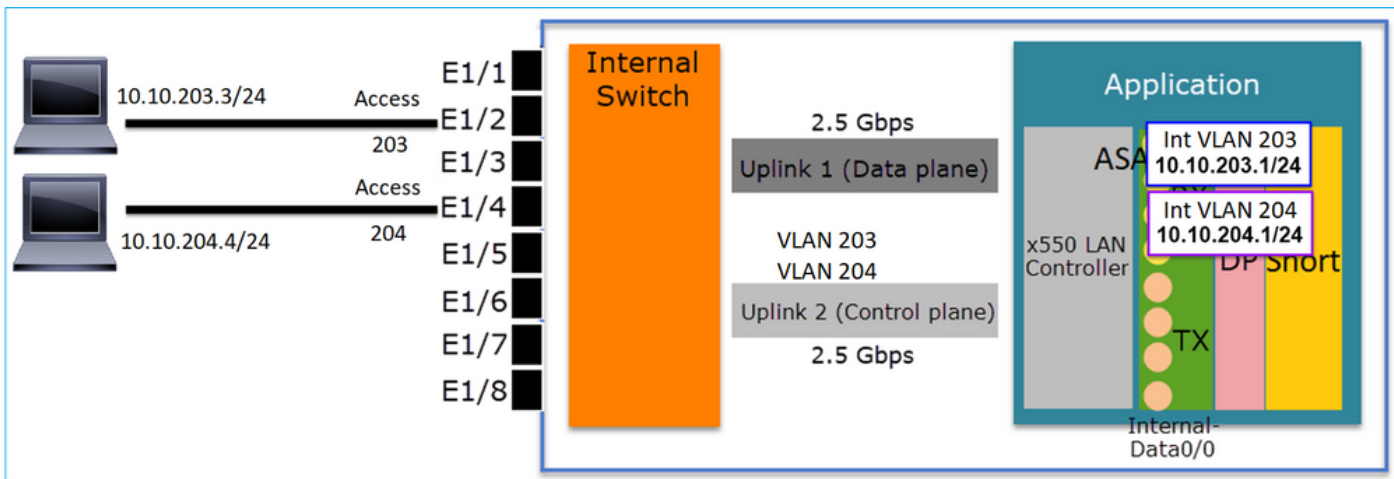 10.10.203.3/24
Access
203
Access
204
10.10.204.4/24
E1/1
E1/2
E1/3
E1/4
E1/5
E1/6
E1/7
E1/8
Internal
Switch
2.5 Gbps
Uplink 1 (Data plane)
VLAN 203
VLAN 204
Uplink 2 (Control plane)
2.5 Gbps
Application
ASA
Int VLAN 203
10.10.203.1/24
Int VLAN 204
10.10.204.1/24
x550 LAN
Controller
DP
Snort
TX
Internal-
Data0/0